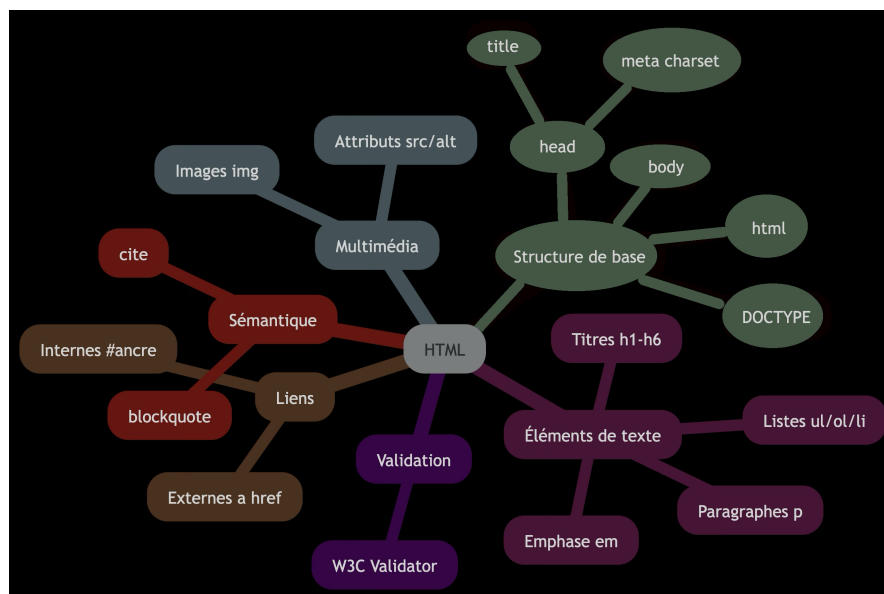 title
meta charset
head
Attributs src/alt
Images img
body
html
Multimédia
cite
Structure de base
DOCTYPE
Sémantique
Titres h1-h6
Internes #ancre
HTML
Liens
blockquote
Listes ul/ol/li
Éléments de texte
Validation
Externes a href
Paragraphes p
Emphase em
W3C Validator